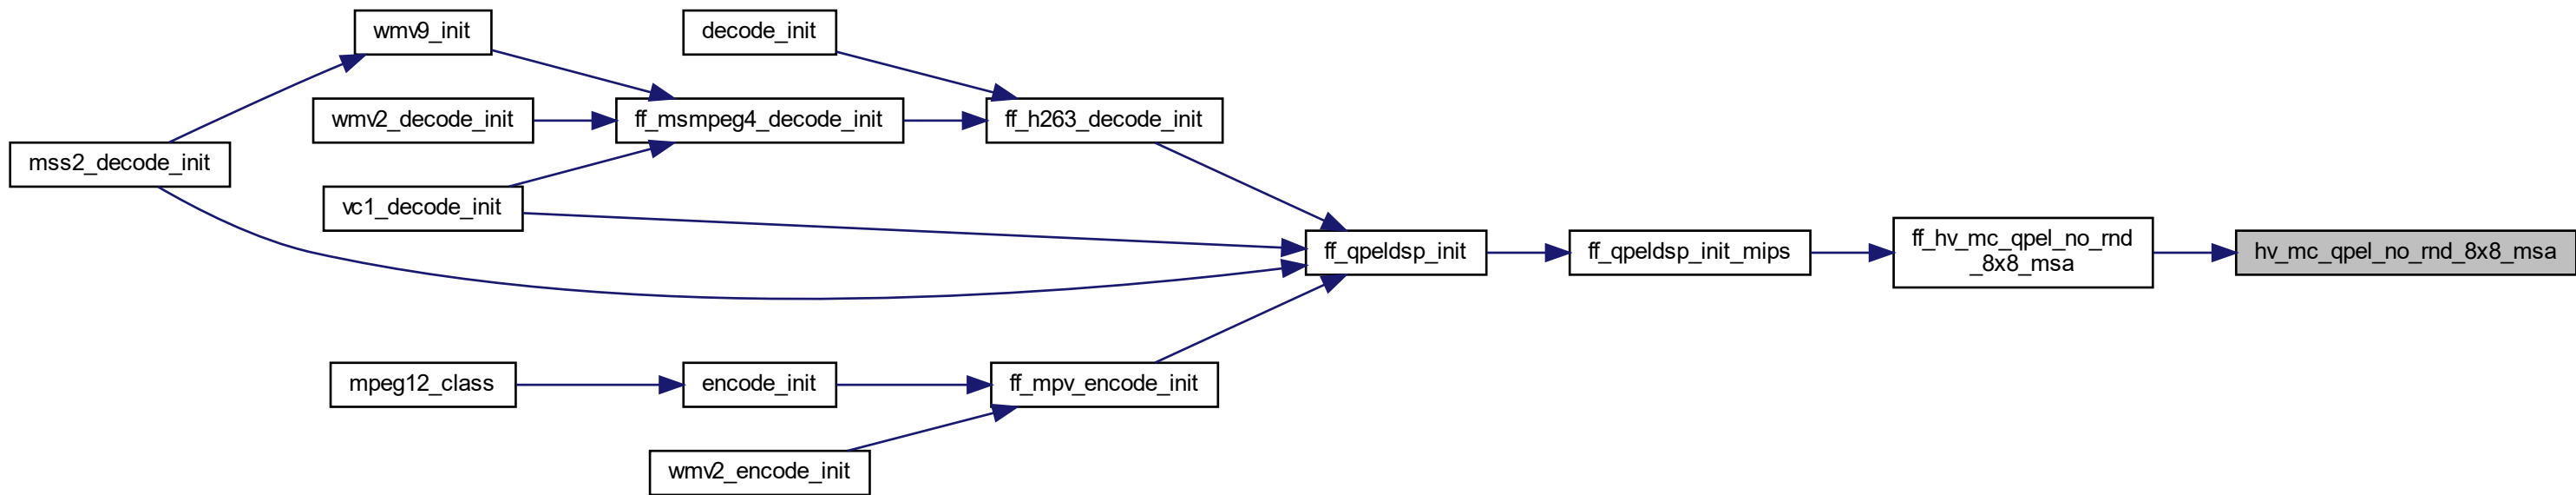 wmv9_init
decode_init
wmv2_decode_init
ff_msmpeg4_decode_init
ff_h263_decode_init
mss2_decode_init
vc1_decode_init
ff_qpeldsp_init
ff_qpeldsp_init_mips
ff_hv_mc_qpel_no_rnd
_8x8_msa
hv_mc_qpel_no_rnd_8x8_msa
mpeg12_class
encode_init
ff_mpv_encode_init
wmv2_encode_init